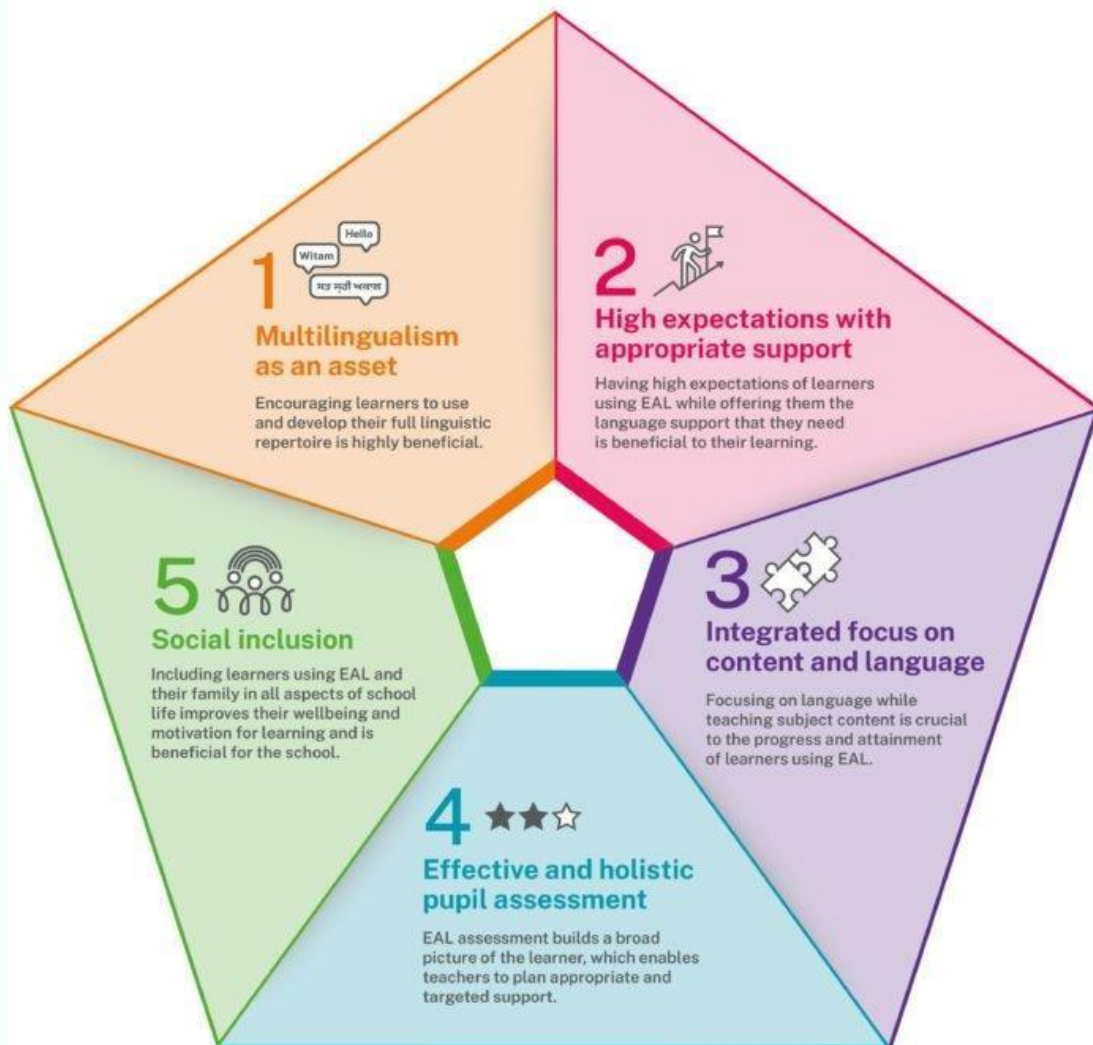 1
Hello
Witam
ਸਤ ਸ੍ਰੀ ਅਕਾਲ
Multilingualism
as an asset
Encouraging learners to use
and develop their full linguistic
repertoire is highly beneficial.
2
High expectations with
appropriate support
Having high expectations of learners
using EAL while offering them the
language support that they need
is beneficial to their learning.
3
Integrated focus on
content and language
Focusing on language while
teaching subject content is crucial
to the progress and attainment
of learners using EAL.
4
Effective and holistic
pupil assessment
EAL assessment builds a broad
picture of the learner, which enables
teachers to plan appropriate and
targeted support.
5
Social inclusion
Including learners using EAL and
their family in all aspects of school
life improves their wellbeing and
motivation for learning and is
beneficial for the school.